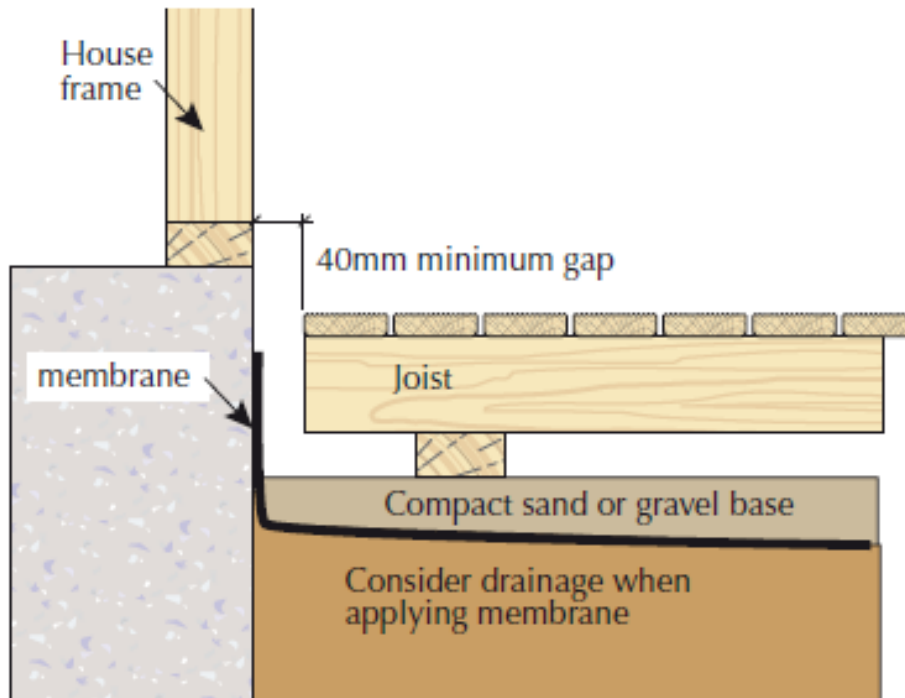 House
frame
40mm minimum gap
membrane
Joist
Compact sand or gravel base
Consider drainage when
applying membrane